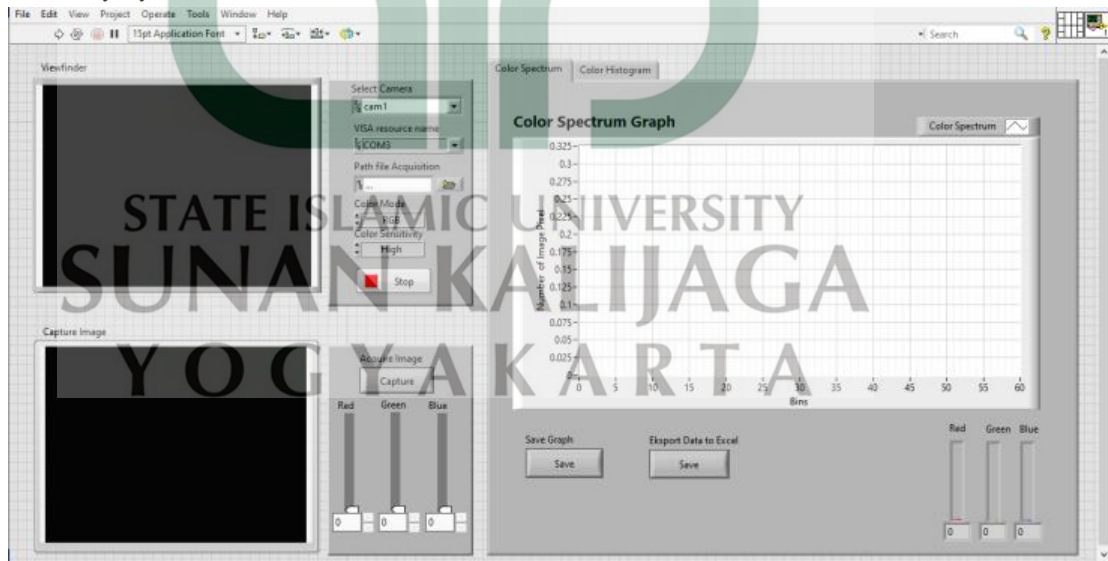 File Edit View Project Operate Tools Window Help
15pt Application Font
Search
Viewfinder
Select Camera
cam1
VISA resource name
COM3
Path file Acquisition
...
Color Mode
RGB
Color Sensitivity
High
Stop
Capture Image
Acquire Image
Capture
Red Green Blue
0 0 0
Color Spectrum Color Histogram
Color Spectrum Graph
Color Spectrum
0.325
0.3
0.275
0.25
0.225
0.2
0.175
0.15
0.125
0.1
0.075
0.05
0.025
0
Number of Image Pixel
0 5 10 15 20 25 30 35 40 45 50 55 60
Bins
Save Graph
Save
Eksport Data to Excel
Save
Red Green Blue
0 0 0
STATE ISLAMIC UNIVERSITY
SUNAN KALIJAGA
YOGYAKARTA